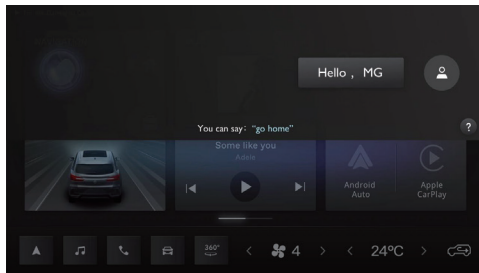 Hello , MG
You can say: "go home"
?
Some like you
Adele
Android
Auto
Apple
CarPlay
360°
4
24°C